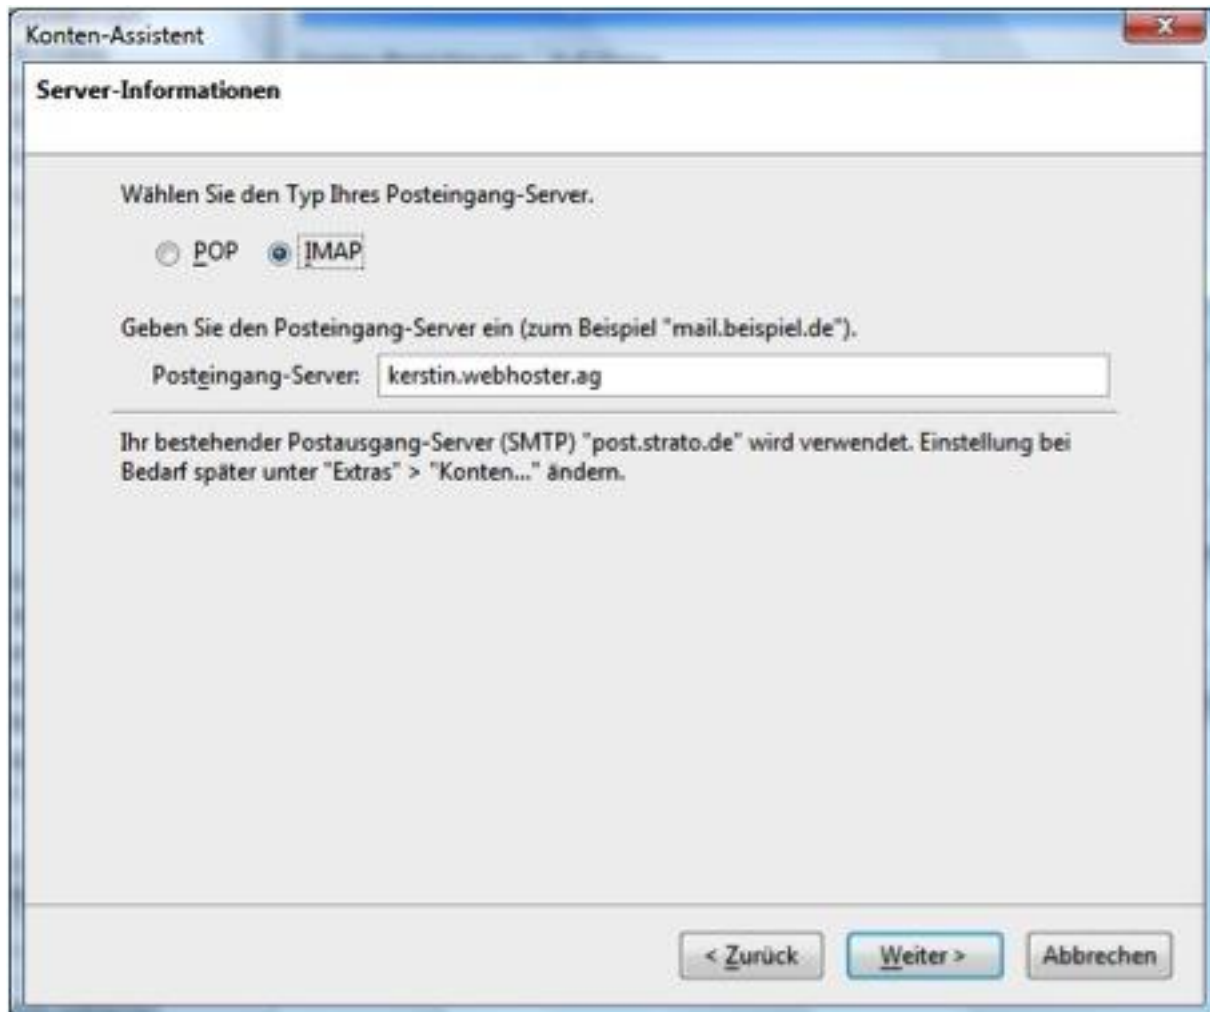 Konten-Assistent
Server-Informationen
Wählen Sie den Typ Ihres Posteingang-Server.
POP IMAP
Geben Sie den Posteingang-Server ein (zum Beispiel "mail.beispiel.de").
Posteingang-Server: kerstin.webhoster.ag
Ihr bestehender Postausgang-Server (SMTP) "post.strato.de" wird verwendet. Einstellung bei
Bedarf später unter "Extras" > "Konten..." ändern.
< Zurück Weiter > Abbrechen